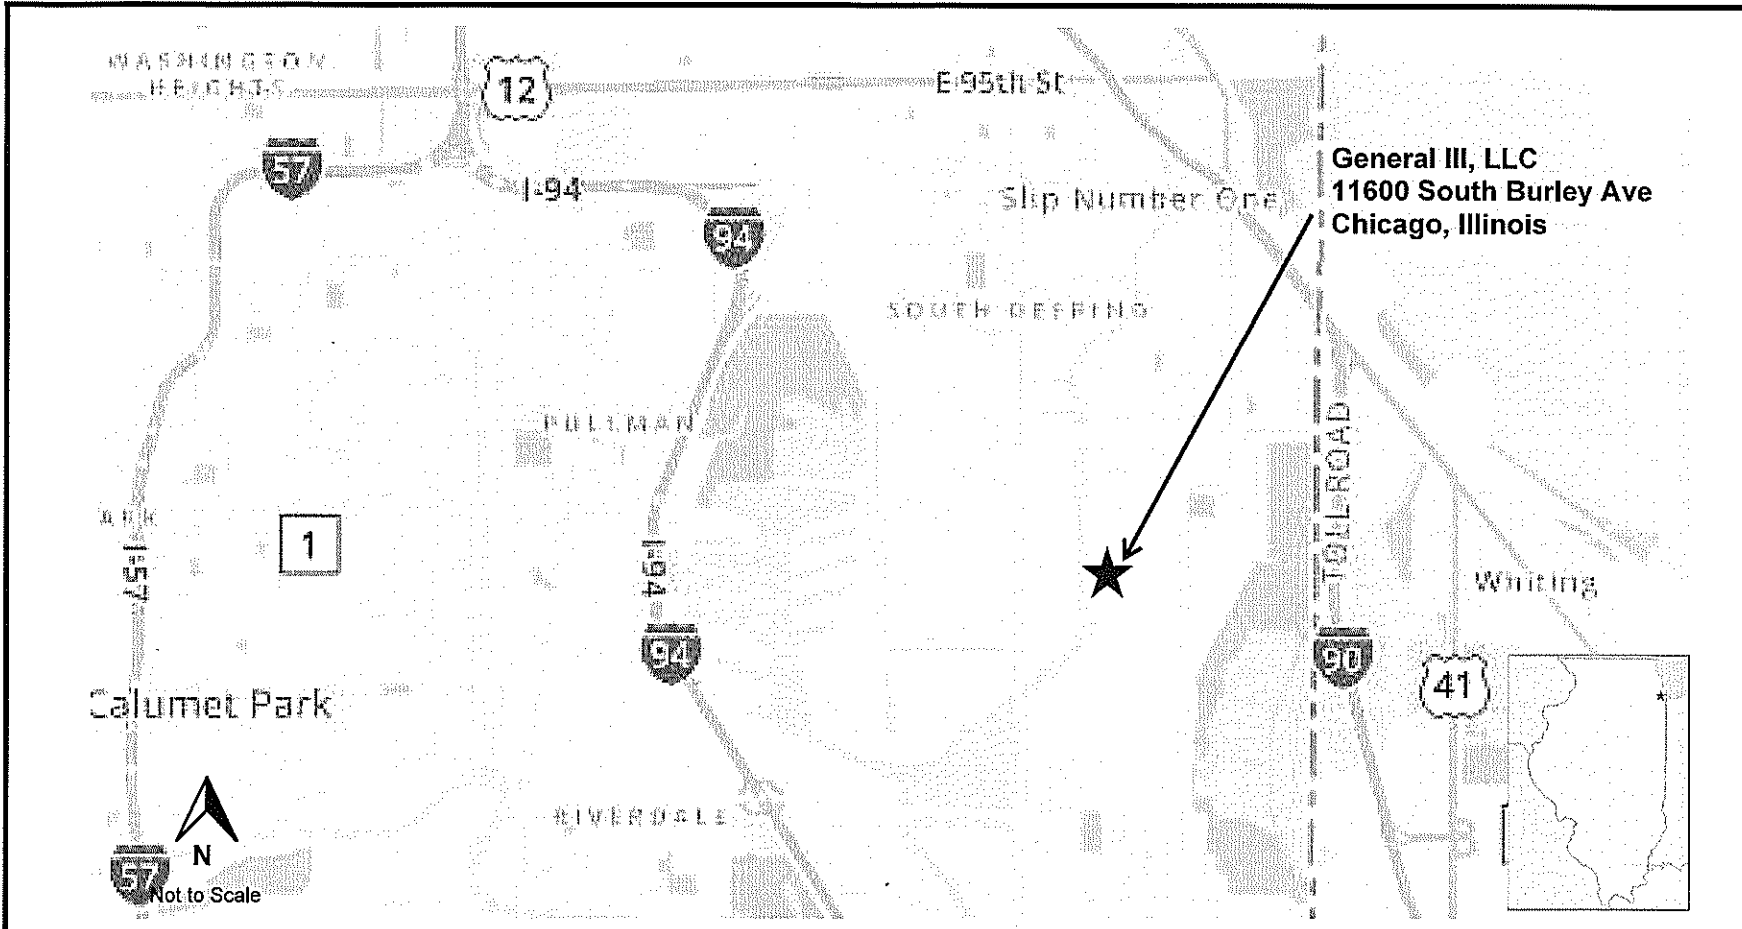 WASHINGTON
HEIGHTS
12
E 95th St
57
I-94
94
General III, LLC
11600 South Burley Ave
Chicago, Illinois
Slip Number One
SOUTH DEERING
PULLMAN
TOLL ROAD
1
I-57
I-94
Whiting
94
90
41
Calumet Park
RIVERDALE
N
57
Not to Scale